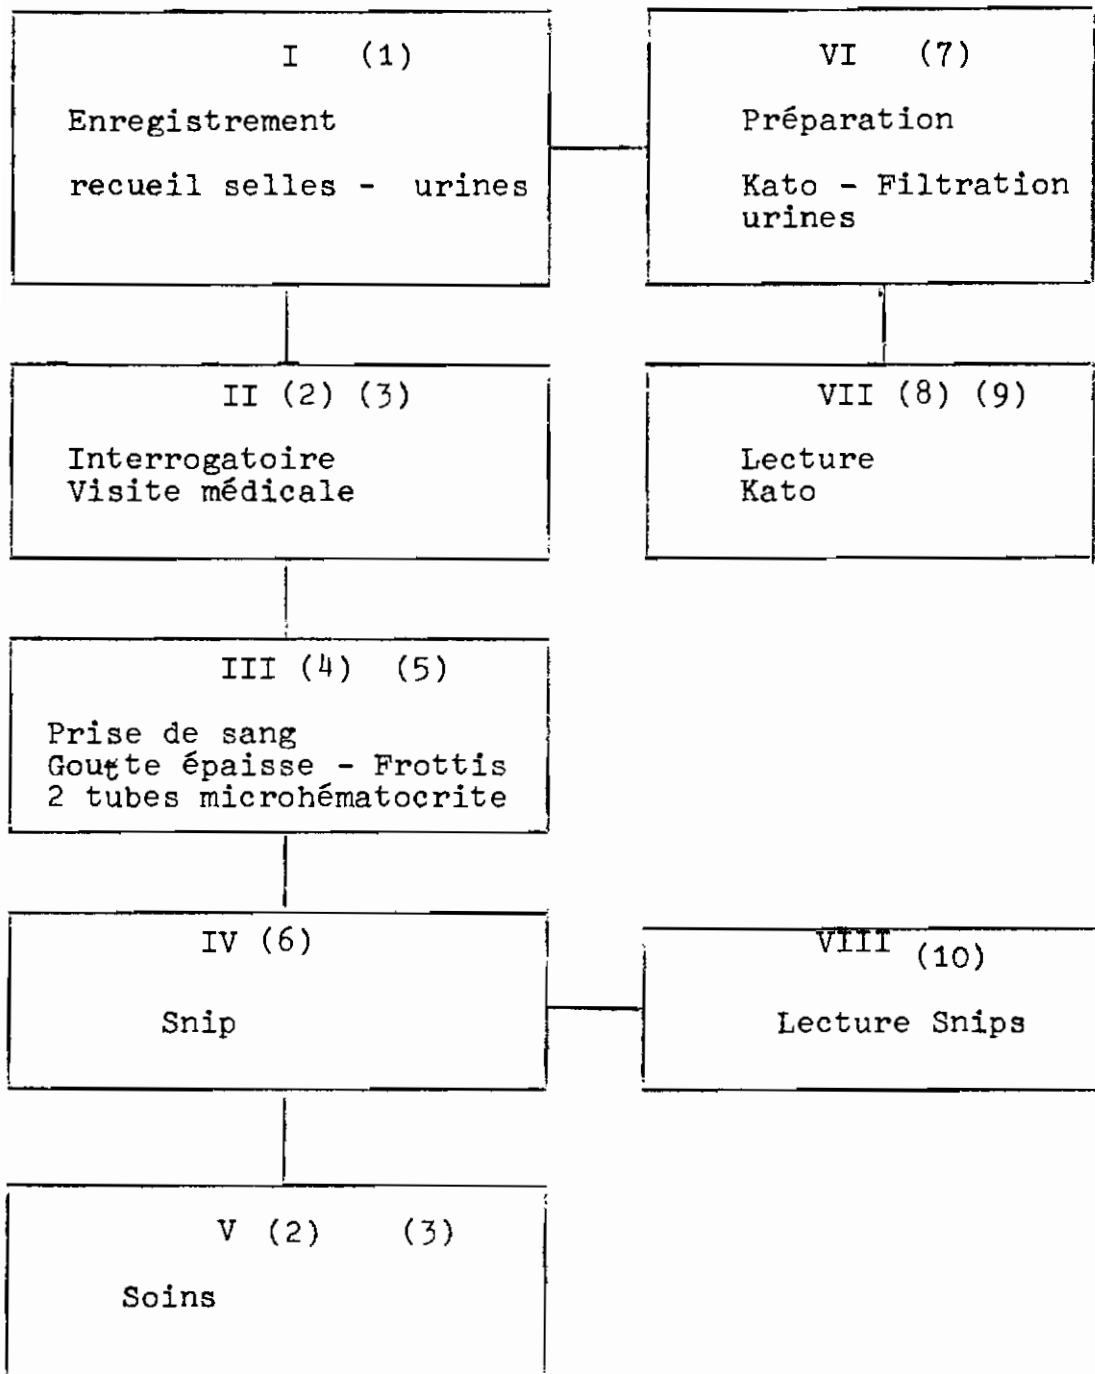 I (1)
Enregistrement
recueil selles - urines
VI (7)
Préparation
Kato - Filtration
urines
II (2) (3)
Interrogatoire
Visite médicale
VII (8) (9)
Lecture
Kato
III (4) (5)
Prise de sang
Goutte épaisse - Frottis
2 tubes microhématocrite
IV (6)
Snip
VIII (10)
Lecture Snips
V (2) (3)
Soins